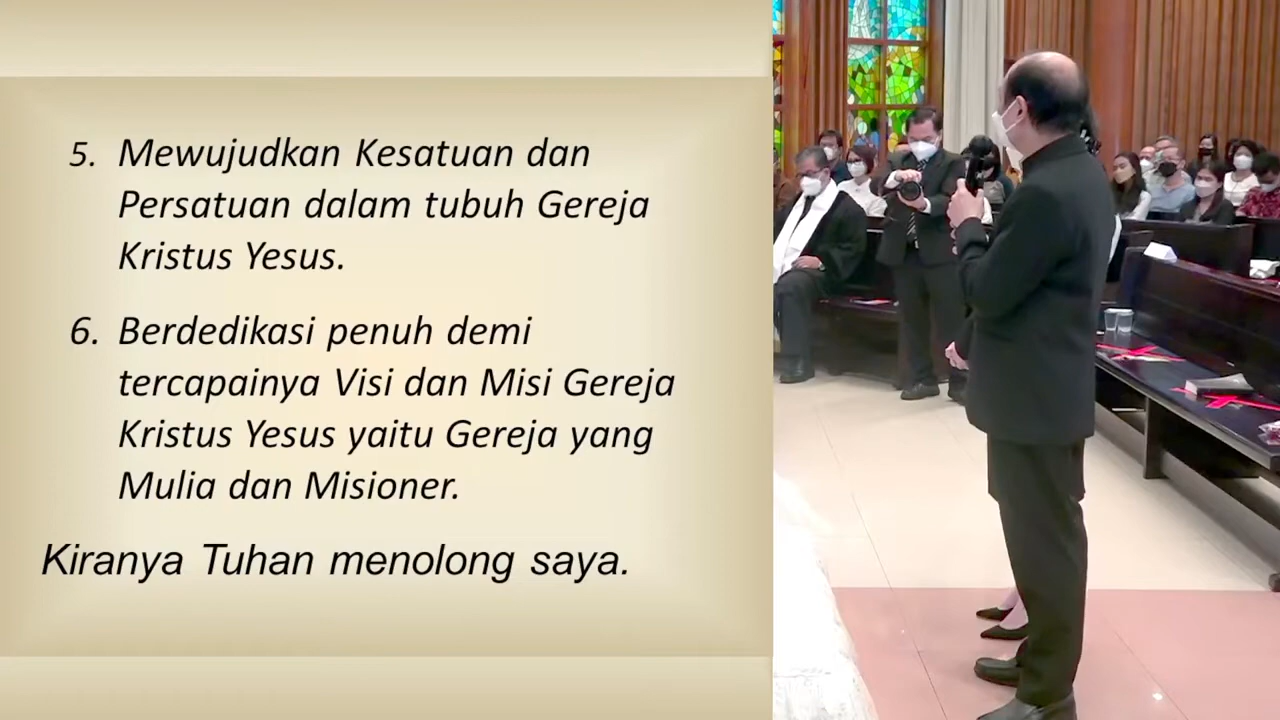 5. Mewujudkan Kesatuan dan
Persatuan dalam tubuh Gereja
Kristus Yesus.
6. Berdedikasi penuh demi
tercapainya Visi dan Misi Gereja
Kristus Yesus yaitu Gereja yang
Mulia dan Misioner.
Kiranya Tuhan menolong saya.